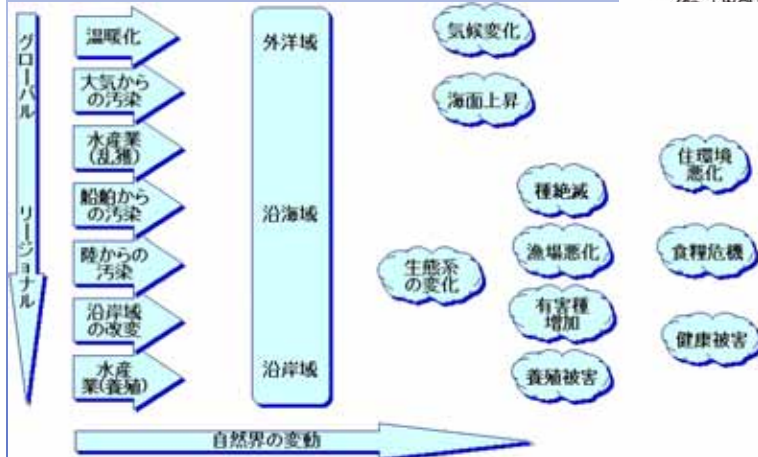 グローバル
リージョナル
温暖化
大気から
の汚染
水産業
(乱獲)
船舶から
の汚染
陸からの
汚染
沿岸域
の改変
水産
業(養殖)
外洋域
沿海域
沿岸域
気候変化
海面上昇
生態系
の変化
種絶滅
漁場悪化
有害種
増加
養殖被害
住環境
悪化
食糧危機
健康被害
自然界の変動